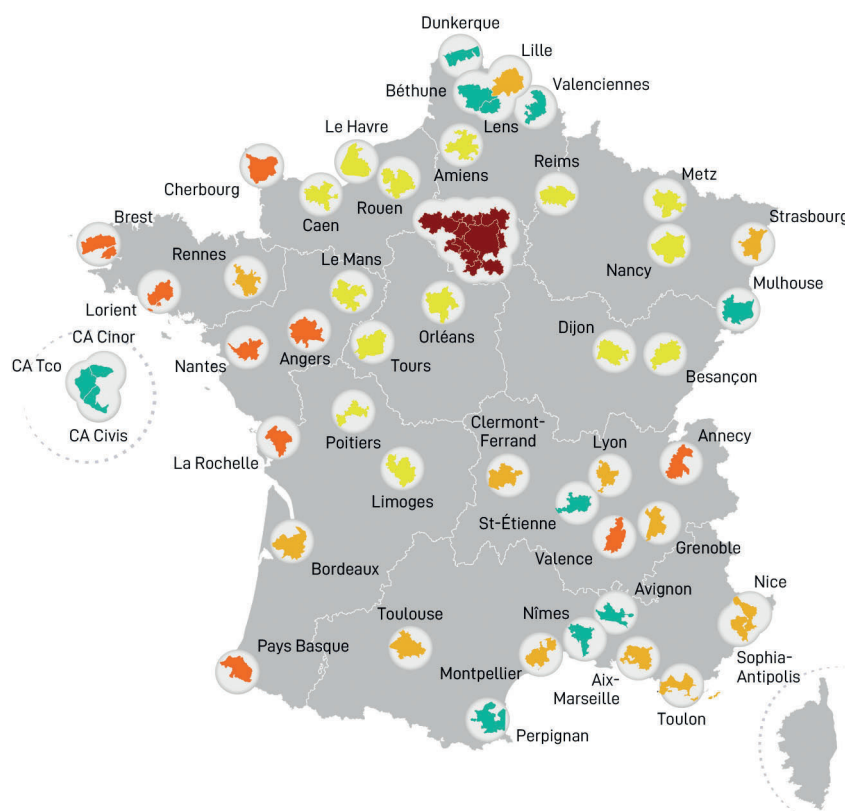 Dunkerque
Lille
Béthune
Valenciennes
Lens
Le Havre
Amiens
Reims
Metz
Cherbourg
Rouen
Caen
Strasbourg
Brest
Rennes
Le Mans
Nancy
Mulhouse
Lorient
Orléans
CA Cinor
Nantes
Angers
Tours
Dijon
Besançon
CA Tco
CA Civis
Poitiers
Clermont-
Ferrand
Lyon
Annecy
La Rochelle
Limoges
St-Étienne
Valence
Grenoble
Bordeaux
Avignon
Nice
Nîmes
Toulouse
Pays Basque
Montpellier
Aix-
Marseille
Sophia-
Antipolis
Toulon
Perpignan